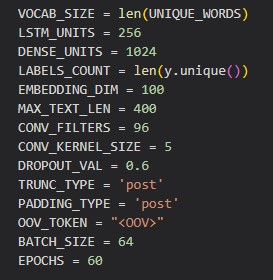 VOCAB_SIZE = len(UNIQUE_WORDS)
LSTM_UNITS = 256
DENSE_UNITS = 1024
LABELS_COUNT = len(y.unique())
EMBEDDING_DIM = 100
MAX_TEXT_LEN = 400
CONV_FILTERS = 96
CONV_KERNEL_SIZE = 5
DROPOUT_VAL = 0.6
TRUNC_TYPE = 'post'
PADDING_TYPE = 'post'
OOV_TOKEN = "<OOV>"
BATCH_SIZE = 64
EPOCHS = 60